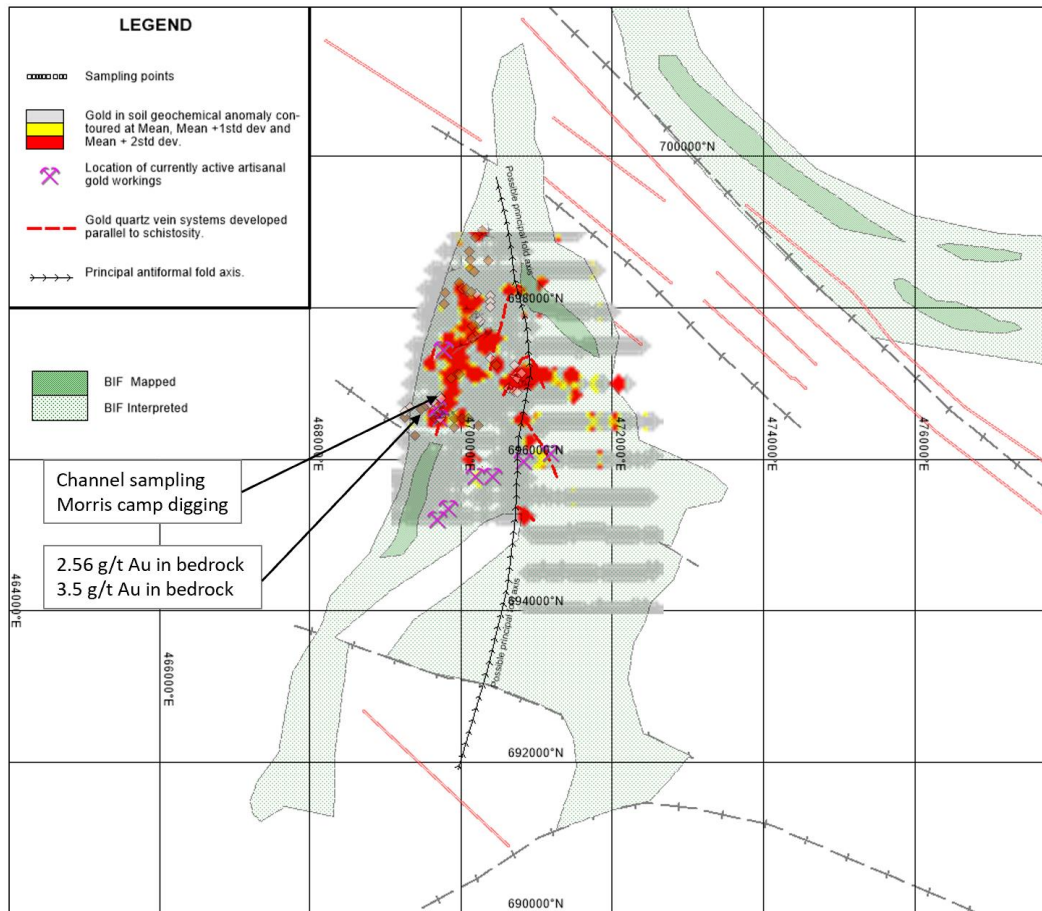 LEGEND
Sampling points
Gold in soil geochemical anomaly con-
toured at Mean, Mean +1std dev and
Mean + 2std dev.
Location of currently active artisanal
gold workings
Gold quartz vein systems developed
parallel to schistosity.
Principal antiformal fold axis.
BIF Mapped
BIF Interpreted
700000°N
Possible principal fold axis
698000°N
468000°E
470000°E
472000°E
474000°E
476000°E
696000°N
Channel sampling
Morris camp digging
2.56 g/t Au in bedrock
3.5 g/t Au in bedrock
464000°E
694000°N
Possible principal fold axis
466000°E
692000°N
690000°N